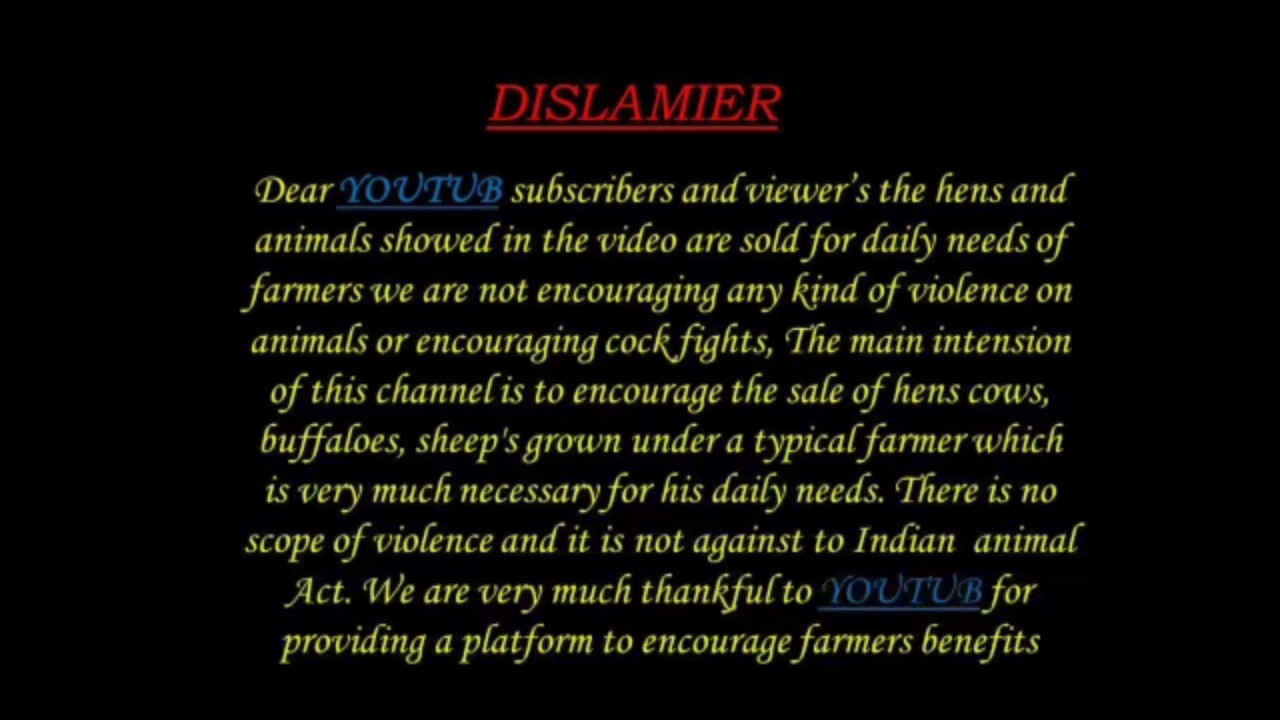 DISLAMIER
Dear YOUTUB subscribers and viewer's the hens and
animals showed in the video are sold for daily needs of
farmers we are not encouraging any kind of violence on
animals or encouraging cock fights, The main intension
of this channel is to encourage the sale of hens cows,
buffaloes, sheep's grown under a typical farmer which
is very much necessary for his daily needs. There is no
scope of violence and it is not against to Indian animal
Act. We are very much thankful to YOUTUB for
providing a platform to encourage farmers benefits